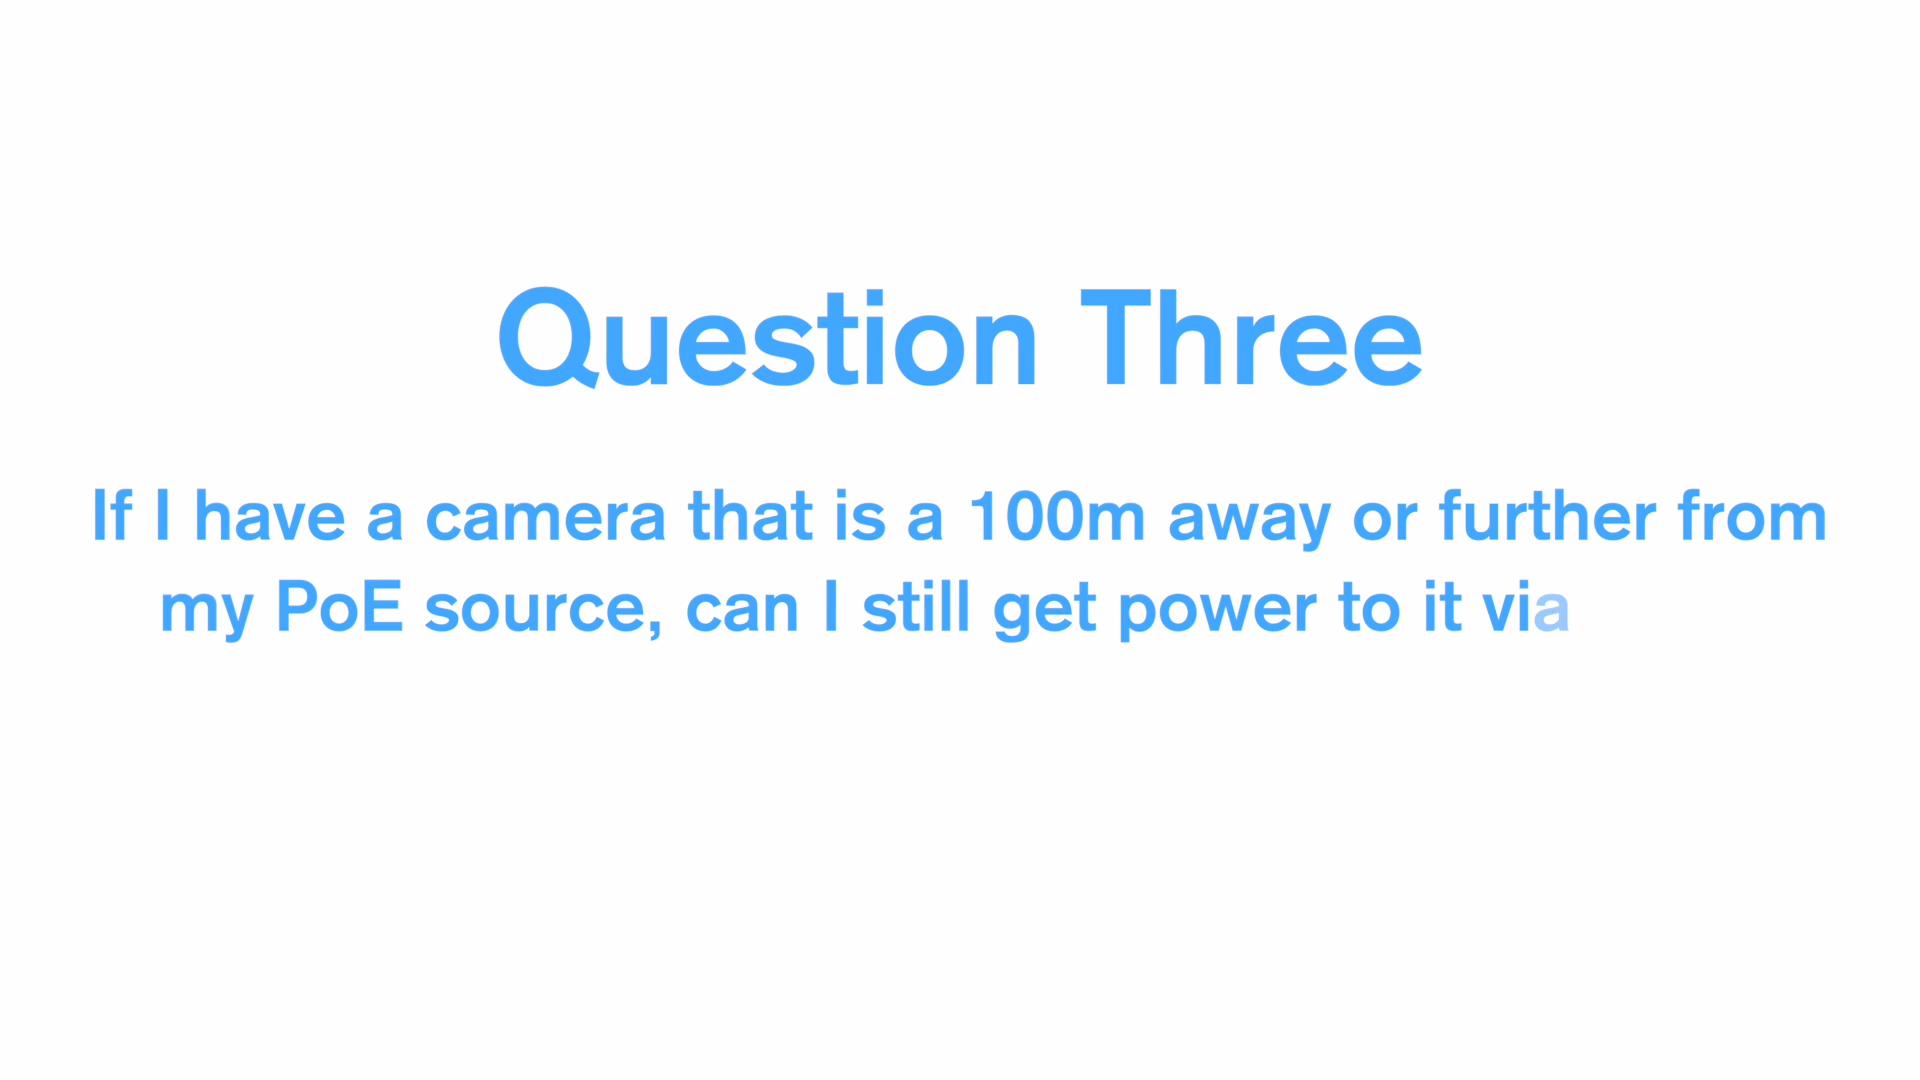 Question Three
If I have a camera that is a 100m away or further from
my PoE source, can I still get power to it via